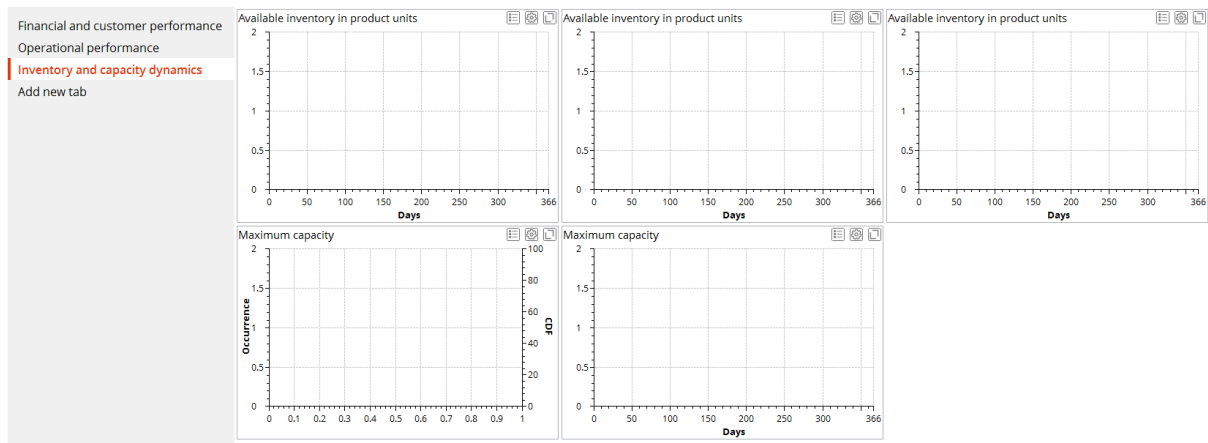 Financial and customer performance
Operational performance
Inventory and capacity dynamics
Add new tab
Available inventory in product units
2
1.5
1
0.5
0
0 50 100 150 200 250 300 366
Days
Available inventory in product units
2
1.5
1
0.5
0
0 50 100 150 200 250 300 366
Days
Available inventory in product units
2
1.5
1
0.5
0
0 50 100 150 200 250 300 366
Days
Maximum capacity
Occurrence
2
1.5
1
0.5
0
0 0.1 0.2 0.3 0.4 0.5 0.6 0.7 0.8 0.9 1
100
80
60
40
20
0
CDF
Maximum capacity
2
1.5
1
0.5
0
0 50 100 150 200 250 300 366
Days